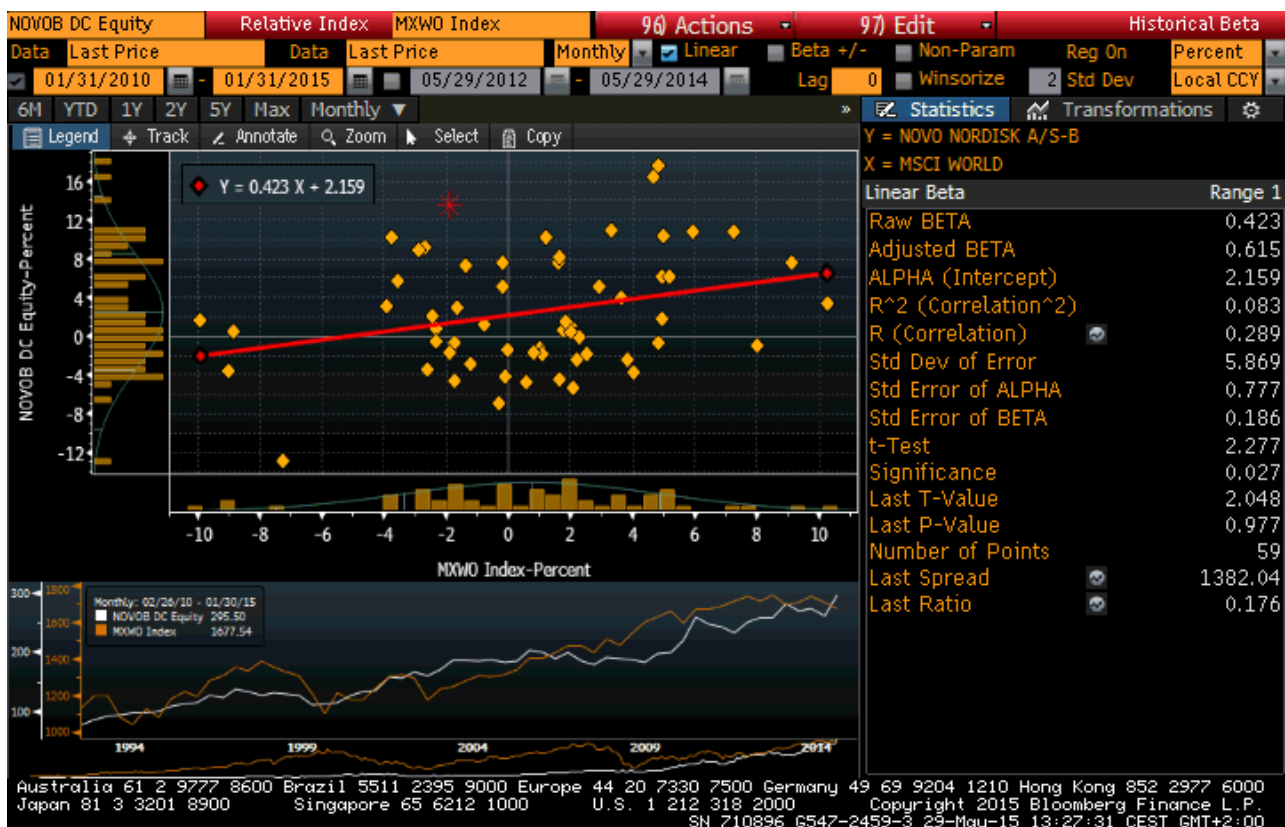 NOVOB DC Equity Relative Index MXWO Index 96) Actions 97) Edit Historical Beta
Data Last Price Data Last Price Monthly Linear Beta +/- Non-Param Reg On Percent
01/31/2010 - 01/31/2015 05/29/2012 - 05/29/2014 Lag 0 Winsorize 2 Std Dev Local CCY
6M YTD 1Y 2Y 5Y Max Monthly ▼ » Statistics Transformations
Legend Track Annotate Zoom Select Copy
Y = NOVO NORDISK A/S-B
X = MSCI WORLD
Linear Beta Range 1
Raw BETA 0.423
Adjusted BETA 0.615
ALPHA (Intercept) 2.159
R^2 (Correlation^2) 0.083
R (Correlation) 0.289
Std Dev of Error 5.869
Std Error of ALPHA 0.777
Std Error of BETA 0.186
t-Test 2.277
Significance 0.027
Last T-Value 2.048
Last P-Value 0.977
Number of Points 59
Last Spread 1382.04
Last Ratio 0.176
Y = 0.423 X + 2.159
NOVOB DC Equity-Percent
16
12
8
4
0
-4
-8
-12
-10 -8 -6 -4 -2 0 2 4 6 8 10
MXWO Index-Percent
300
200
100
1800
1600
1400
1200
1000
Monthly: 02/26/10 - 01/30/15
NOVOB DC Equity 295.50
MXWO Index 1677.54
1994 1999 2004 2009 2014
Australia 61 2 9777 8600 Brazil 5511 2395 9000 Europe 44 20 7330 7500 Germany 49 69 9204 1210 Hong Kong 852 2977 6000
Japan 81 3 3201 8900 Singapore 65 6212 1000 U.S. 1 212 318 2000 Copyright 2015 Bloomberg Finance L.P.
SN 710896 G547-2459-3 29-May-15 13:27:31 CEST GMT+2:00